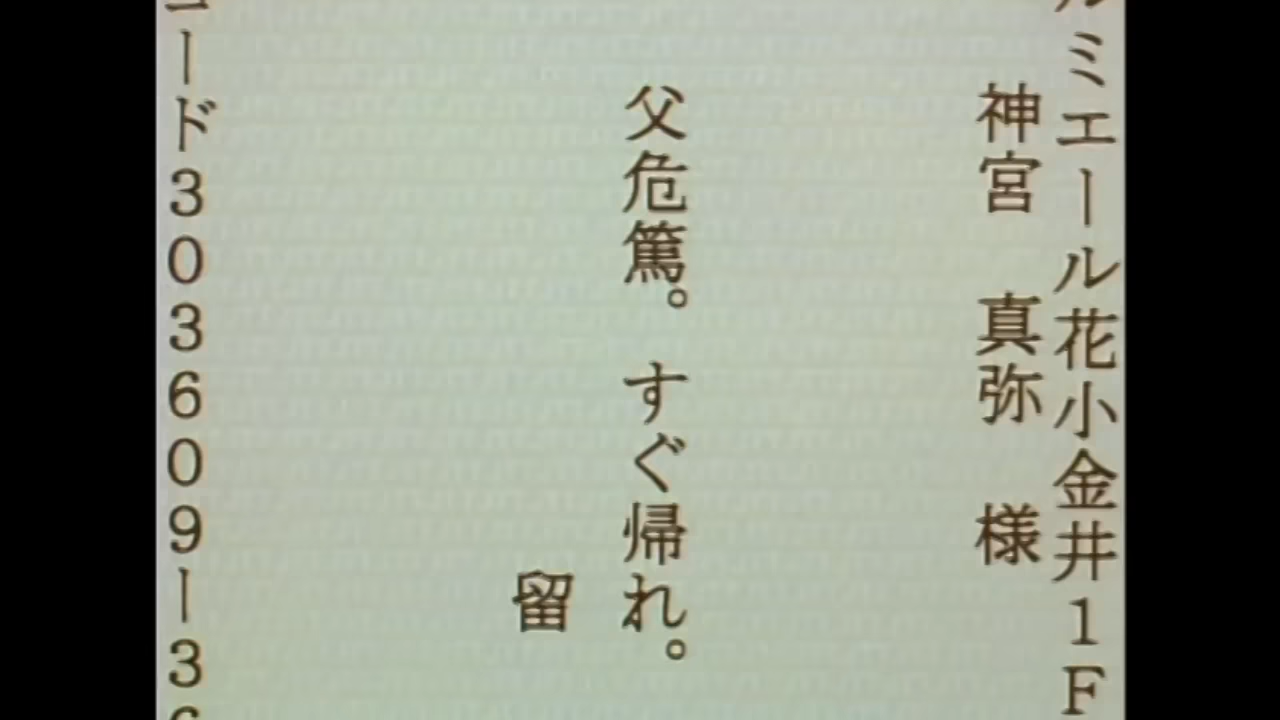 ルミエール花小金井1F
神宮　真弥　様
父危篤。　すぐ帰れ。
留
コード303609ー3